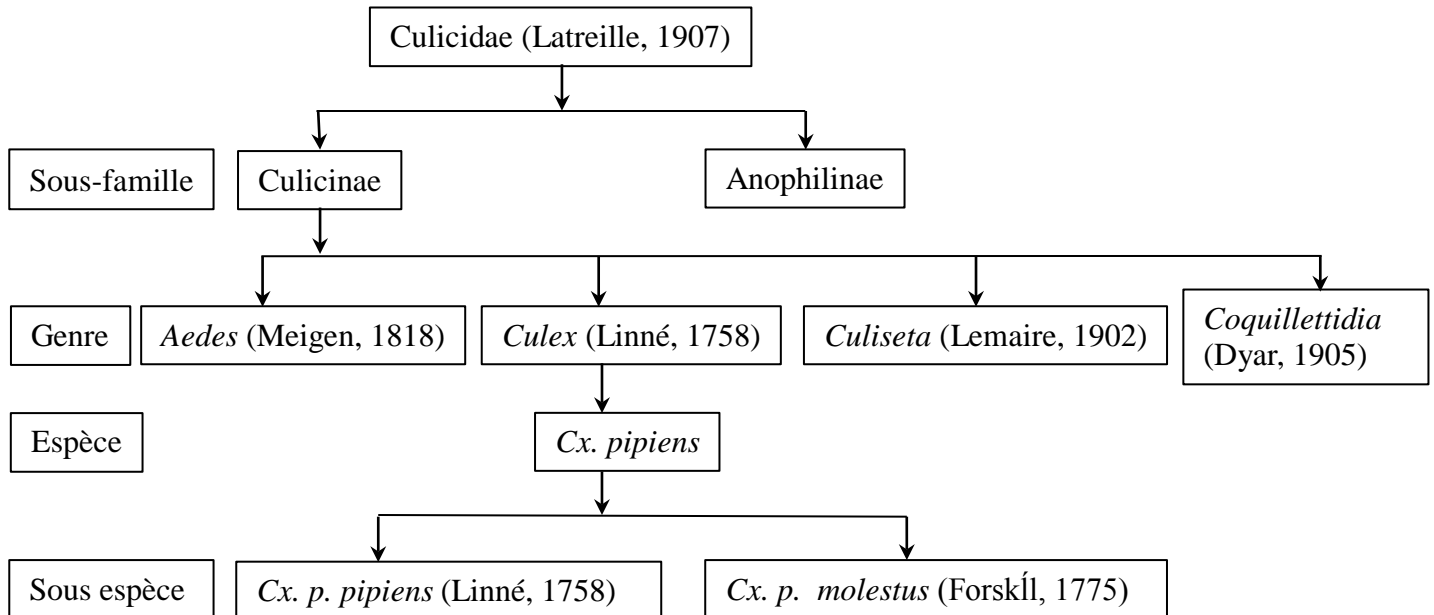 Culicidae (Latreille, 1907)
Sous-famille
Culicinae
Anophilinae
Genre
Aedes (Meigen, 1818)
Culex (Linné, 1758)
Culiseta (Lemaire, 1902)
Coquillettidia
(Dyar, 1905)
Espèce
Cx. pipiens
Sous espèce
Cx. p. pipiens (Linné, 1758)
Cx. p. molestus (ForskÍl, 1775)